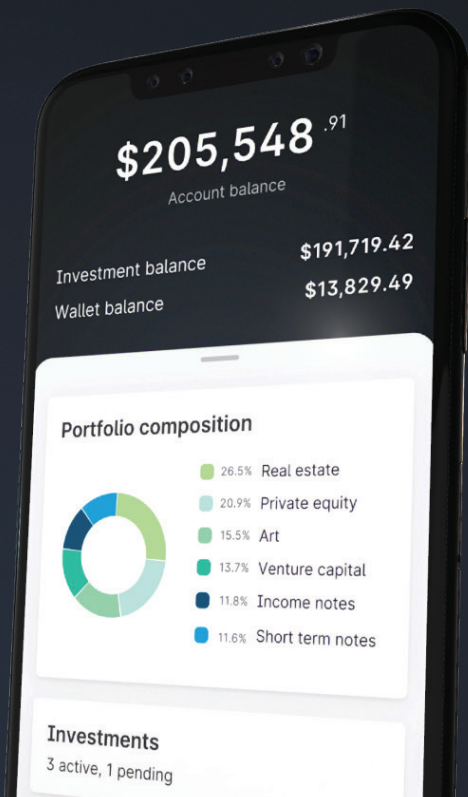 $205,548.91
Account balance
Investment balance $191,719.42
Wallet balance $13,829.49
Portfolio composition
26.5% Real estate
20.9% Private equity
15.5% Art
13.7% Venture capital
11.8% Income notes
11.6% Short term notes
Investments
3 active, 1 pending